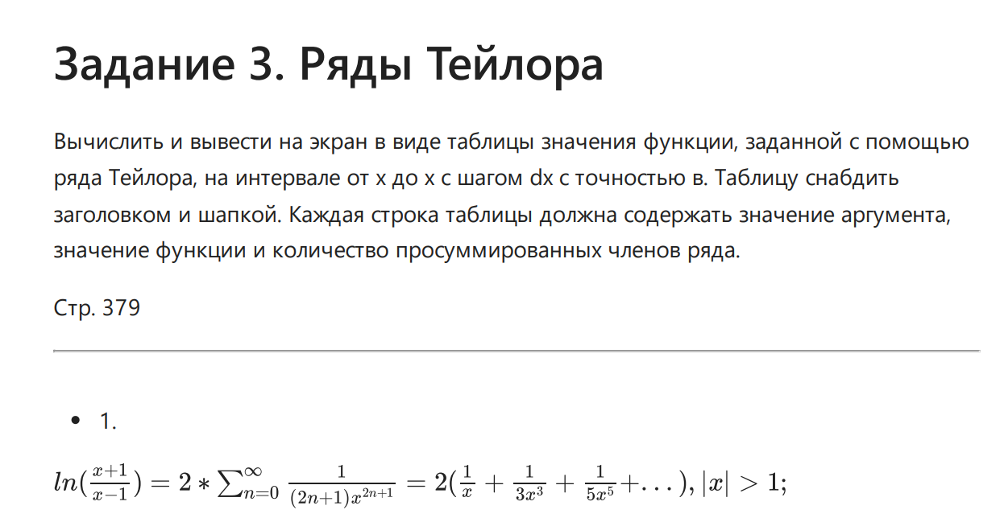 Задание 3. Ряды Тейлора
Вычислить и вывести на экран в виде таблицы значения функции, заданной с помощью
ряда Тейлора, на интервале от x до x с шагом dx с точностью в. Таблицу снабдить
заголовком и шапкой. Каждая строка таблицы должна содержать значение аргумента,
значение функции и количество просуммированных членов ряда.
Стр. 379
• 1.
$ln(\frac{x+1}{x-1}) = 2 * \sum_{n=0}^{\infty} \frac{1}{(2n+1)x^{2n+1}} = 2(\frac{1}{x} + \frac{1}{3x^3} + \frac{1}{5x^5} + \dots), |x| > 1;$